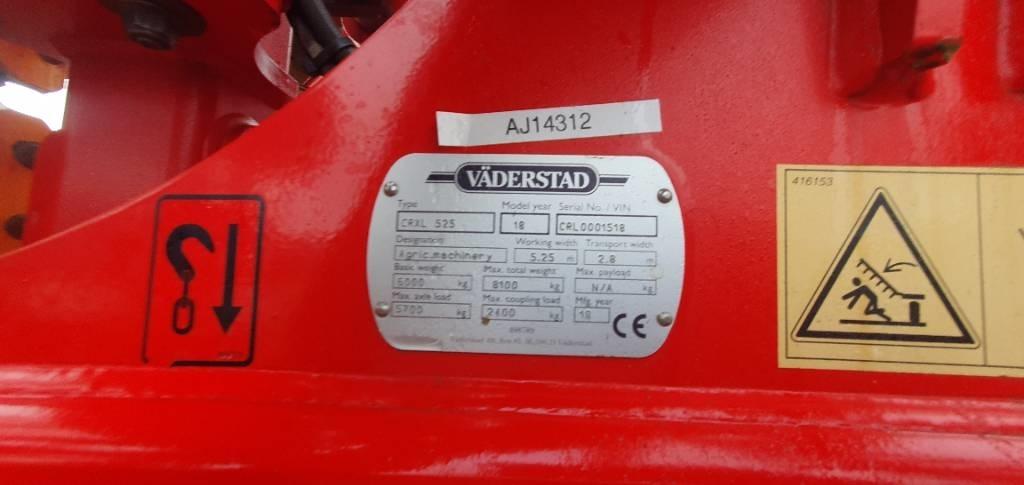 AJ14312
VÄDERSTAD
Type Model year Serial No. / VIN
CRXL 525 18 CRL0001518
Designation Working width Transport width
Agric.machinery 5.25 m 2.8 m
Basic weight Max. total weight Max. payload
kg 8100 kg N/A kg
Max. axle load Max. coupling load Mfg. year
5700 kg 2400 kg 18
CE
Väderstad
416153